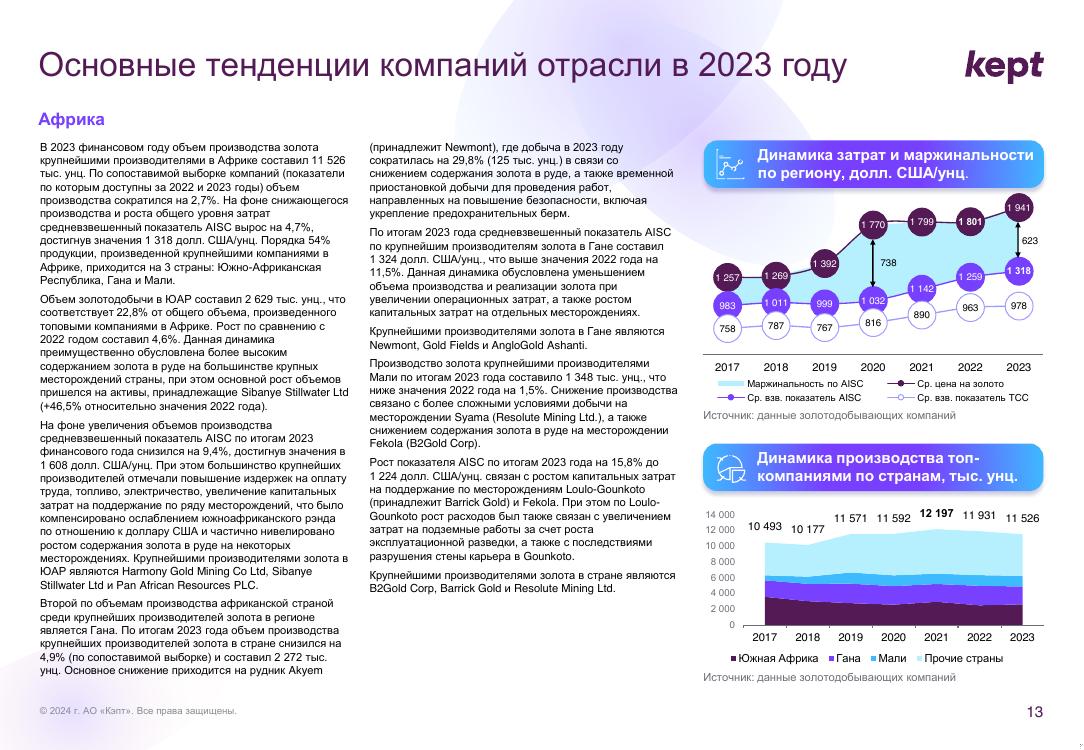 Основные тенденции компаний отрасли в 2023 году
kept
Африка
В 2023 финансовом году объем производства золота
крупнейшими производителями в Африке составил 11 526
тыс. унц. По сопоставимой выборке компаний (показатели
по которым доступны за 2022 и 2023 годы) объем
производства сократился на 2,7%. На фоне снижающегося
производства и роста общего уровня затрат
средневзвешенный показатель AISC вырос на 4,7%,
достигнув значения 1 318 долл. США/унц. Порядка 54%
продукции, произведенной крупнейшими компаниями в
Африке, приходится на 3 страны: Южно-Африканская
Республика, Гана и Мали.
Объем золотодобычи в ЮАР составил 2 629 тыс. унц., что
соответствует 22,8% от общего объема, произведенного
топовыми компаниями в Африке. Рост по сравнению с
2022 годом составил 4,6%. Данная динамика
преимущественно обусловлена более высоким
содержанием золота в руде на большинстве крупных
месторождений страны, при этом основной рост объемов
пришелся на активы, принадлежащие Sibanye Stillwater Ltd
(+46,5% относительно значения 2022 года).
На фоне увеличения объемов производства
средневзвешенный показатель AISC по итогам 2023
финансового года снизился на 9,4%, достигнув значения в
1 608 долл. США/унц. При этом большинство крупнейших
производителей отмечали повышение издержек на оплату
труда, топливо, электричество, увеличение капитальных
затрат на поддержание по ряду месторождений, что было
компенсировано ослаблением южноафриканского рэнда
по отношению к доллару США и частично нивелировано
ростом содержания золота в руде на некоторых
месторождениях. Крупнейшими производителями золота в
ЮАР являются Harmony Gold Mining Co Ltd, Sibanye
Stillwater Ltd и Pan African Resources PLC.
Второй по объемам производства африканской страной
среди крупнейших производителей золота в регионе
является Гана. По итогам 2023 года объем производства
крупнейших производителей золота в стране снизился на
4,9% (по сопоставимой выборке) и составил 2 272 тыс.
унц. Основное снижение приходится на рудник Akyem
(принадлежит Newmont), где добыча в 2023 году
сократилась на 29,8% (125 тыс. унц.) в связи со
снижением содержания золота в руде, а также временной
приостановкой добычи для проведения работ,
направленных на повышение безопасности, включая
укрепление предохранительных берм.
По итогам 2023 года средневзвешенный показатель AISC
по крупнейшим производителям золота в Гане составил
1 324 долл. США/унц., что выше значения 2022 года на
11,5%. Данная динамика обусловлена уменьшением
объема производства и реализации золота при
увеличении операционных затрат, а также ростом
капитальных затрат на отдельных месторождениях.
Крупнейшими производителями золота в Гане являются
Newmont, Gold Fields и AngloGold Ashanti.
Производство золота крупнейшими производителями
Мали по итогам 2023 года составило 1 348 тыс. унц., что
ниже значения 2022 года на 1,5%. Снижение производства
связано с более сложными условиями добычи на
месторождении Syama (Resolute Mining Ltd.), а также
снижением содержания золота в руде на месторождении
Fekola (B2Gold Corp).
Рост показателя AISC по итогам 2023 года на 15,8% до
1 224 долл. США/унц. связан с ростом капитальных затрат
на поддержание по месторождениям Loulo-Gounkoto
(принадлежит Barrick Gold) и Fekola. При этом по Loulo-
Gounkoto рост расходов был также связан с увеличением
затрат на подземные работы за счет роста
эксплуатационной разведки, а также с последствиями
разрушения стены карьера в Gounkoto.
Крупнейшими производителями золота в стране являются
B2Gold Corp, Barrick Gold и Resolute Mining Ltd.
Динамика затрат и маржинальности
по региону, долл. США/унц.
1 257 1 269 1 392 1 770 1 799 1 801 1 941
738 623
983 1 011 999 1 032 1 142 1 259 1 318
758 787 767 816 890 963 978
2017 2018 2019 2020 2021 2022 2023
Маржинальность по AISC Ср. цена на золото
Ср. взв. показатель AISC Ср. взв. показатель TCC
Источник: данные золотодобывающих компаний
Динамика производства топ-
компаниями по странам, тыс. унц.
14 000
12 000
10 000
8 000
6 000
4 000
2 000
0
10 493 10 177 11 571 11 592 12 197 11 931 11 526
2017 2018 2019 2020 2021 2022 2023
Южная Африка Гана Мали Прочие страны
Источник: данные золотодобывающих компаний
© 2024 г. АО «Кэпт». Все права защищены.
13